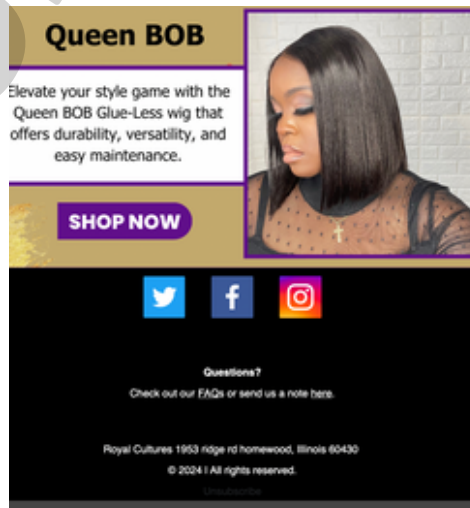 Queen BOB
Elevate your style game with the
Queen BOB Glue-Less wig that
offers durability, versatility, and
easy maintenance.
SHOP NOW
Questions?
Check out our FAQs or send us a note here.
Royal Cultures 1953 ridge rd homewood, Illinois 60430
© 2024 | All rights reserved.
Unsubscribe